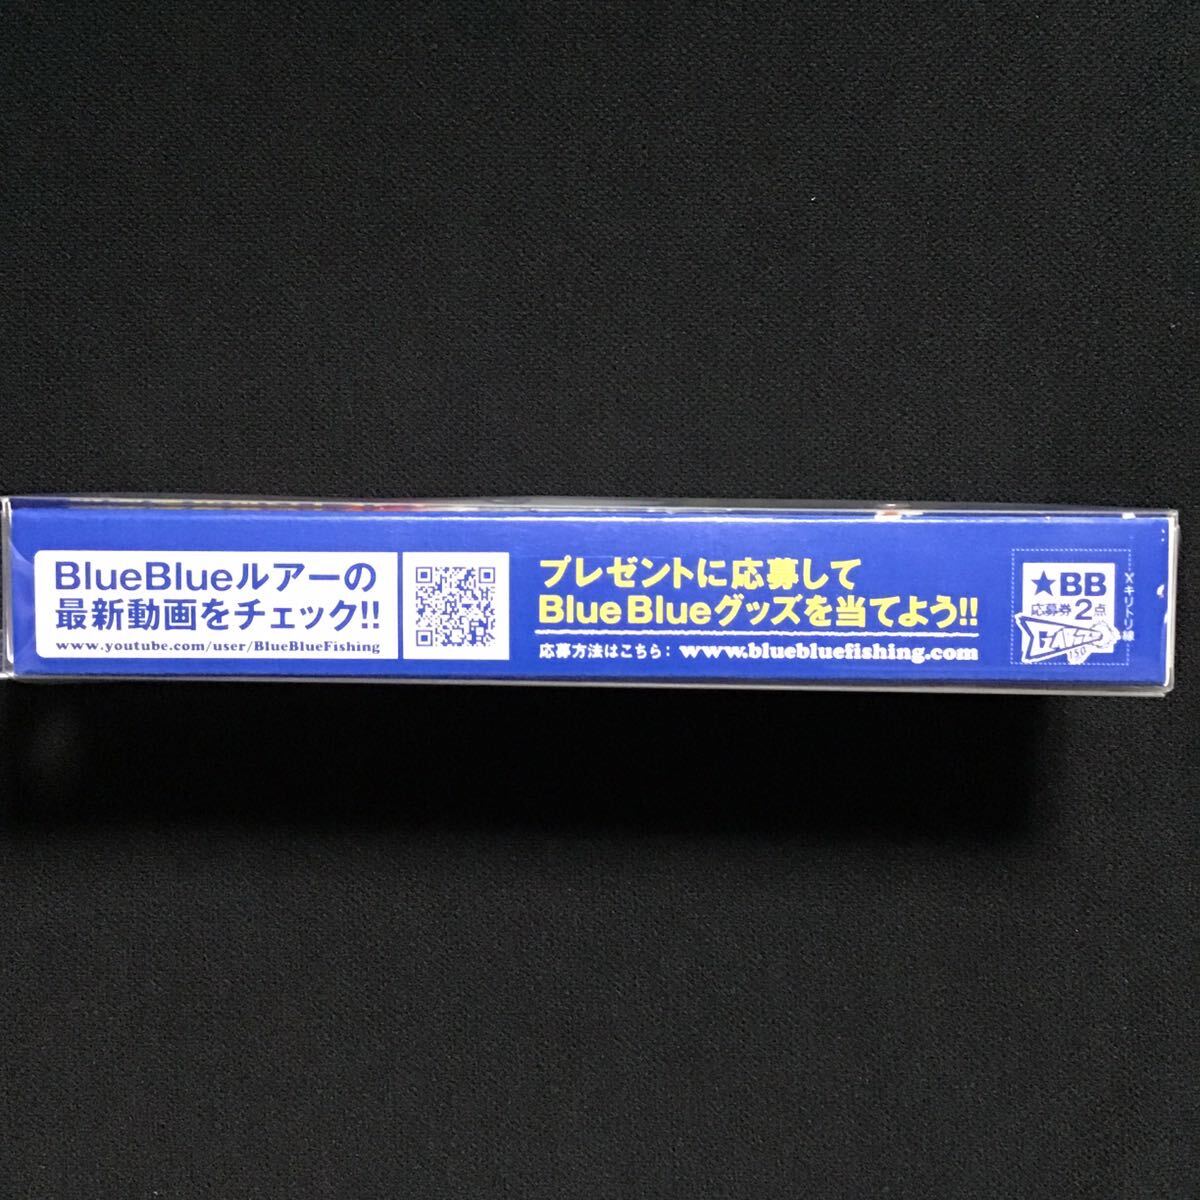 BlueBlueルアーの
最新動画をチェック!!
www.youtube.com/user/BlueBlueFishing
プレゼントに応募して
BlueBlueグッズを当てよう!!
応募方法はこちら：www.bluebluefishing.com
★BB
応募券2点
150
✂キリトリ線